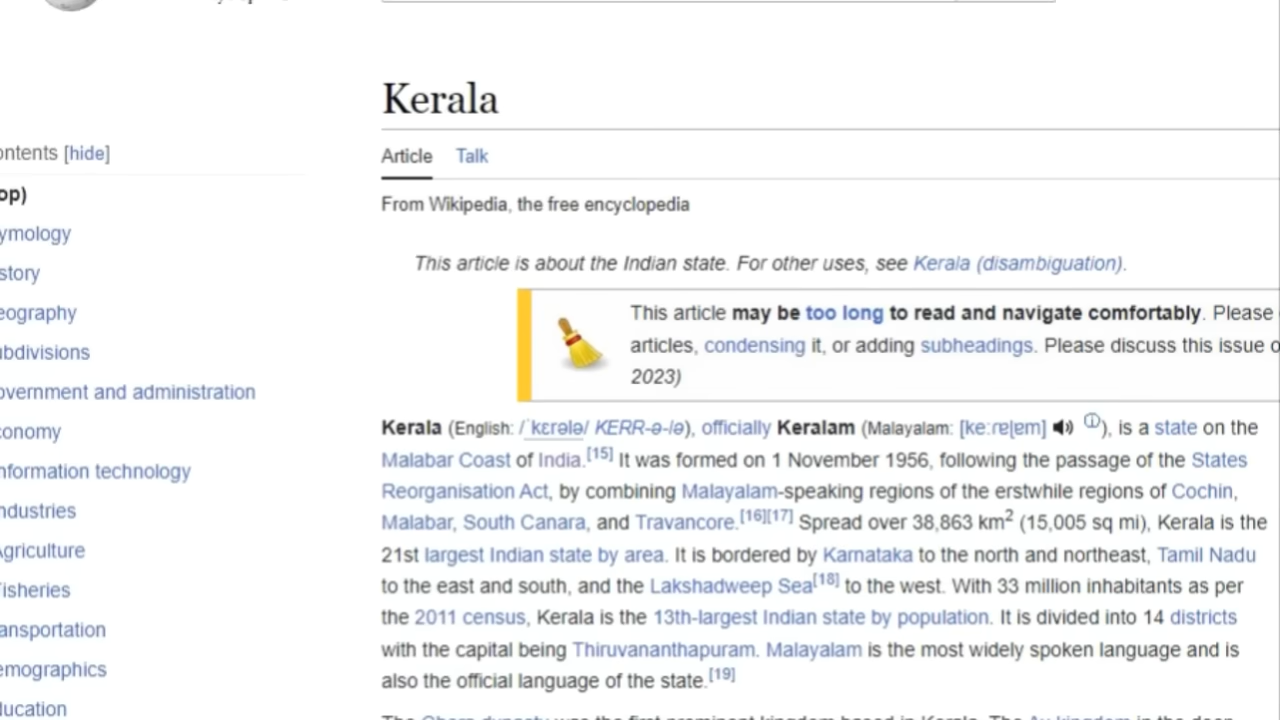 Kerala
ontents [hide]
Article Talk
op)
From Wikipedia, the free encyclopedia
ymology
This article is about the Indian state. For other uses, see Kerala (disambiguation).
story
eography
This article may be too long to read and navigate comfortably. Please
articles, condensing it, or adding subheadings. Please discuss this issue o
2023)
ubdivisions
overnment and administration
conomy
nformation technology
ndustries
Agriculture
isheries
ansportation
emographics
ducation
Kerala (English: /ˈkɛrələ/ KERR-ə-lə), officially Keralam (Malayalam: [keːɾɐɭɐm] ), is a state on the
Malabar Coast of India.[15] It was formed on 1 November 1956, following the passage of the States
Reorganisation Act, by combining Malayalam-speaking regions of the erstwhile regions of Cochin,
Malabar, South Canara, and Travancore.[16][17] Spread over 38,863 km2 (15,005 sq mi), Kerala is the
21st largest Indian state by area. It is bordered by Karnataka to the north and northeast, Tamil Nadu
to the east and south, and the Lakshadweep Sea[18] to the west. With 33 million inhabitants as per
the 2011 census, Kerala is the 13th-largest Indian state by population. It is divided into 14 districts
with the capital being Thiruvananthapuram. Malayalam is the most widely spoken language and is
also the official language of the state.[19]